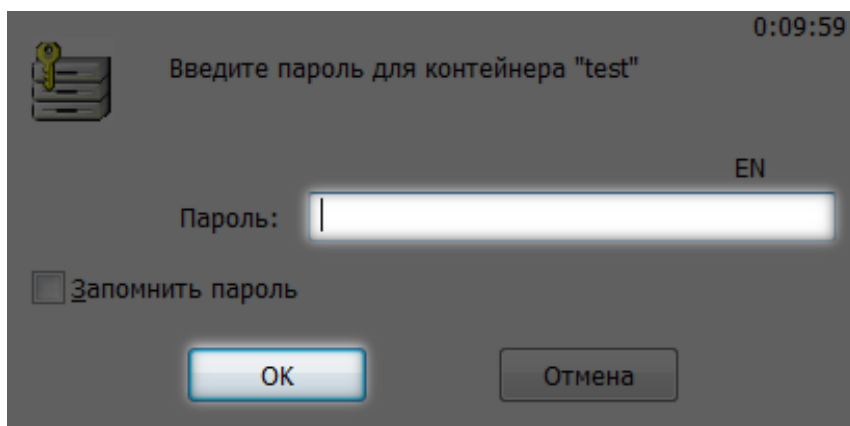 0:09:59
Введите пароль для контейнера "test"
EN
Пароль:
Запомнить пароль
OK
Отмена